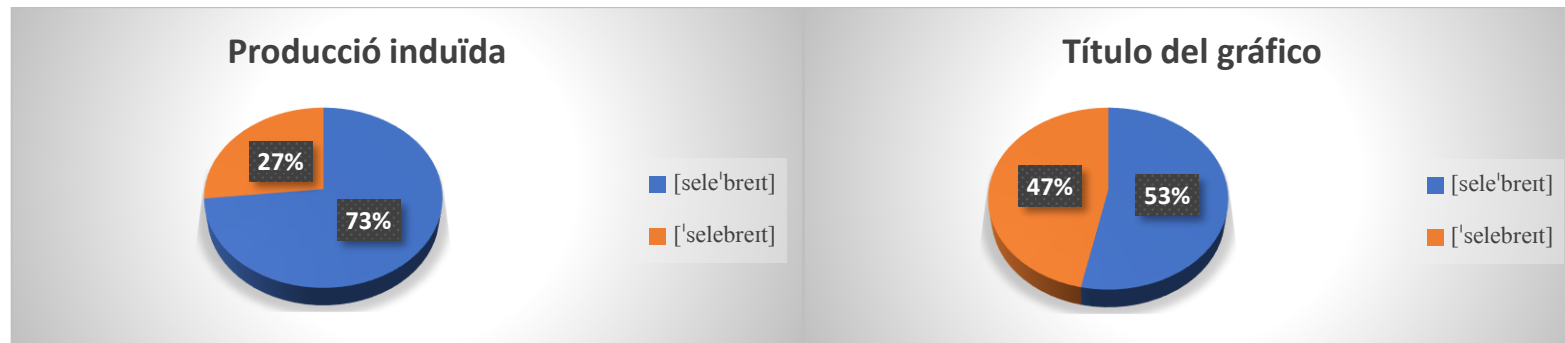 Producció induïda
27%
73%
[seleˈbreɪt]
[ˈselebreɪt]
Título del gráfico
47%
53%
[seleˈbreɪt]
[ˈselebreɪt]